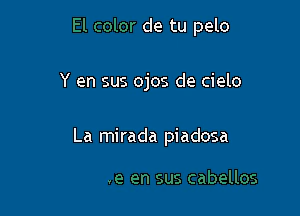 El color de tu pelo
Y en sus ojos de cielo
La mirada piadosa
en sus cabellos